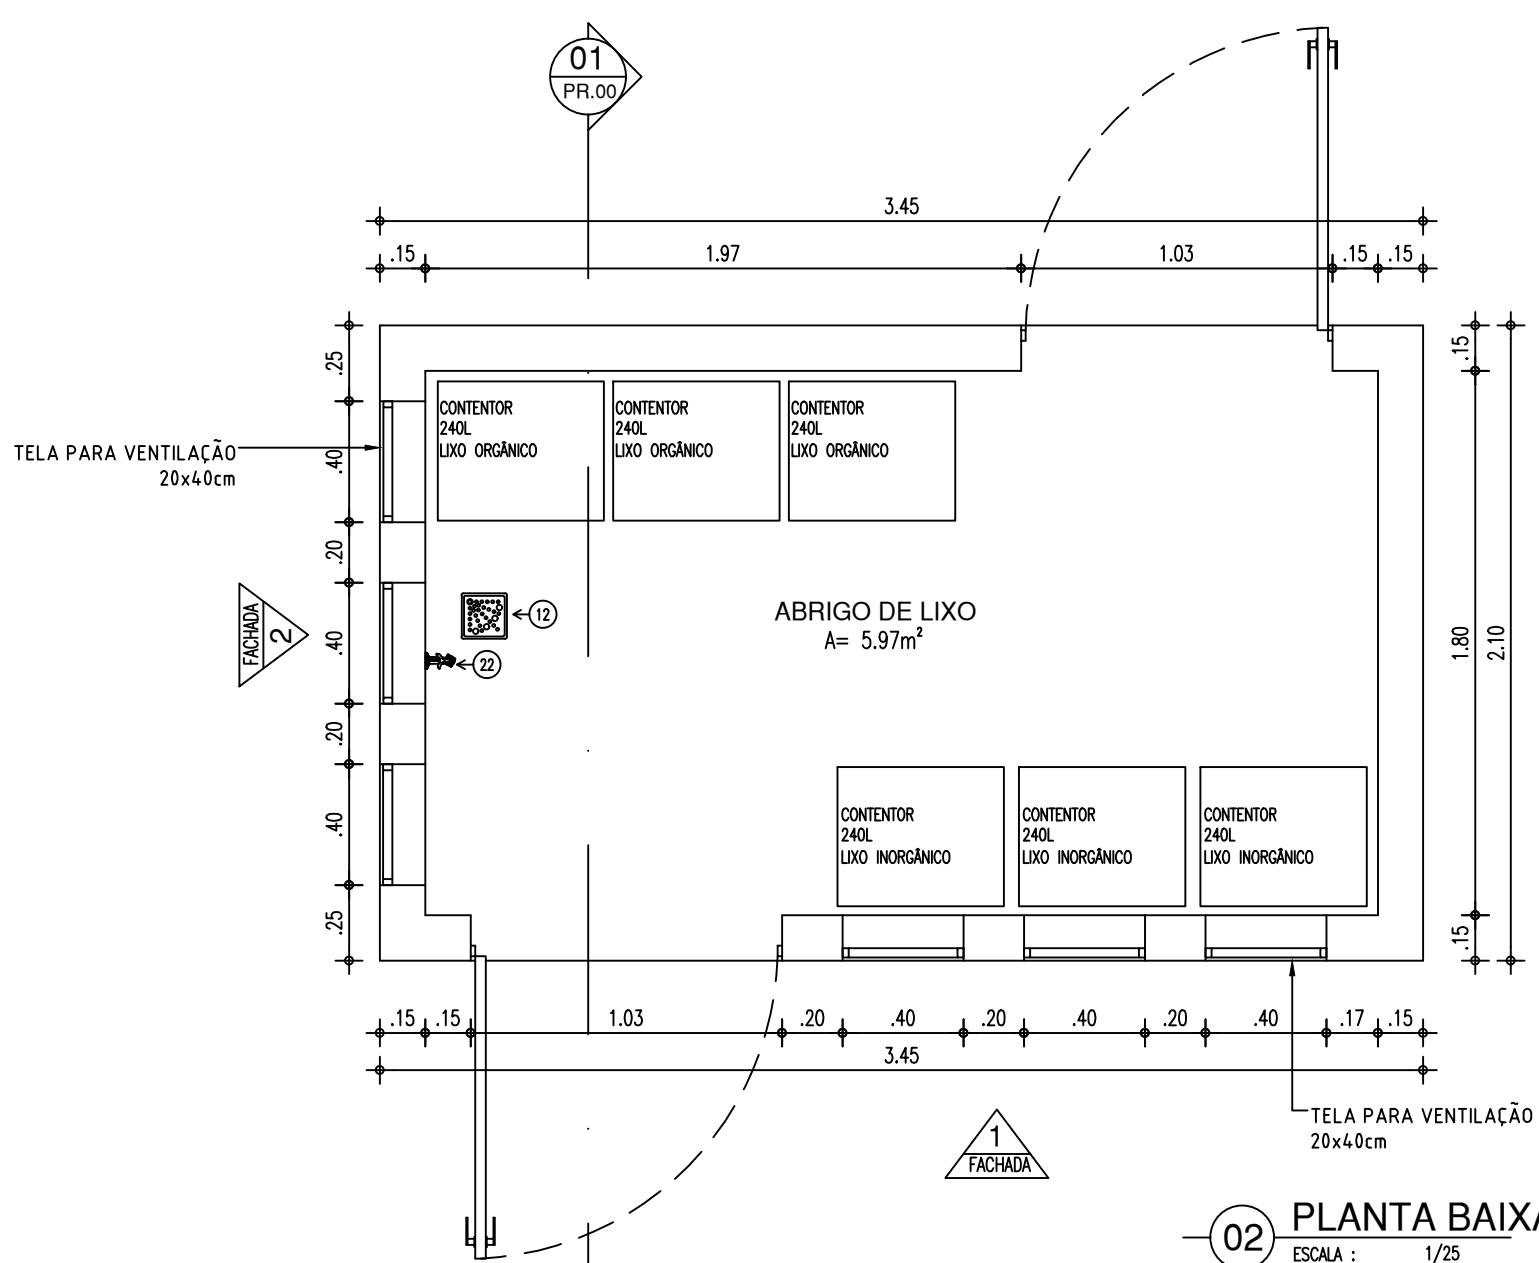 01
PR.00
3.45
.15 1.97 1.03 .15 .15
.25
.40
.20
.40
.20
.40
.25
.15
1.80
.15
2.10
TELA PARA VENTILAÇÃO
20x40cm
CONTENTOR
240L
LIXO ORGÂNICO
CONTENTOR
240L
LIXO ORGÂNICO
CONTENTOR
240L
LIXO ORGÂNICO
FACHADA
2
12
22
ABRIGO DE LIXO
A= 5.97m²
CONTENTOR
240L
LIXO INORGÂNICO
CONTENTOR
240L
LIXO INORGÂNICO
CONTENTOR
240L
LIXO INORGÂNICO
.15 .15 1.03 .20 .40 .20 .40 .20 .40 .17 .15
3.45
TELA PARA VENTILAÇÃO
20x40cm
1
FACHADA
02 PLANTA BAIXA
ESCALA : 1/25